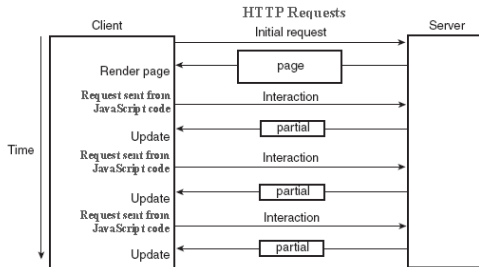 HTTP Requests
Client
Server
Initial request
Render page
page
Request sent from
JavaScript code
Interaction
Update
partial
Time
Request sent from
JavaScript code
Interaction
Update
partial
Request sent from
JavaScript code
Interaction
Update
partial